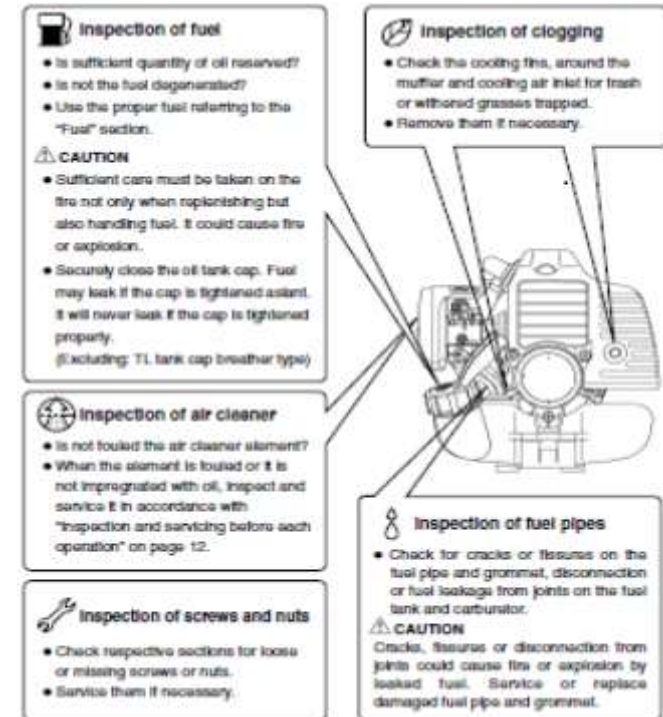 Inspection of fuel
● Is sufficient quantity of oil reserved?
● Is not the fuel degenerated?
● Use the proper fuel referring to the
"Fuel" section.
⚠ CAUTION
● Sufficient care must be taken on the
fire not only when replenishing but
also handling fuel. It could cause fire
or explosion.
● Securely close the oil tank cap. Fuel
may leak if the cap is tightened aslant.
It will never leak if the cap is tightened
properly.
(Excluding: TL tank cap breather type)
Inspection of clogging
● Check the cooling fins, around the
muffler and cooling air inlet for trash
or withered grasses trapped.
● Remove them if necessary.
Inspection of air cleaner
● Is not fouled the air cleaner element?
● When the element is fouled or it is
not impregnated with oil, inspect and
service it in accordance with
"Inspection and servicing before each
operation" on page 12.
Inspection of screws and nuts
● Check respective sections for loose
or missing screws or nuts.
● Service them if necessary.
Inspection of fuel pipes
● Check for cracks or fissures on the
fuel pipe and grommet, disconnection
or fuel leakage from joints on the fuel
tank and carburetor.
⚠ CAUTION
Cracks, fissures or disconnection from
joints could cause fire or explosion by
leaked fuel. Service or replace
damaged fuel pipe and grommet.